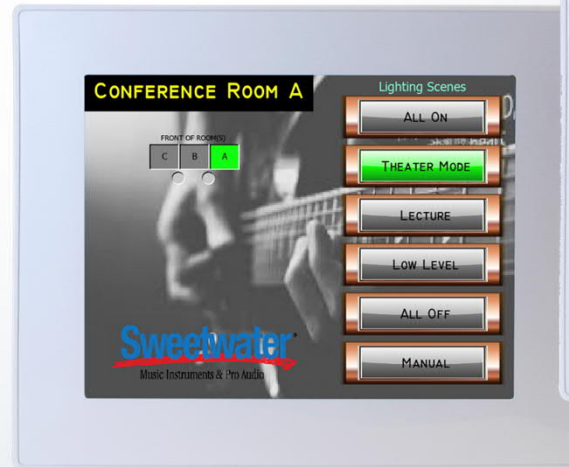 CONFERENCE ROOM A
FRONT OF ROOM(S)
C B A
Lighting Scenes
ALL ON
THEATER MODE
LECTURE
LOW LEVEL
ALL OFF
MANUAL
Sweetwater
Music Instruments & Pro Audio